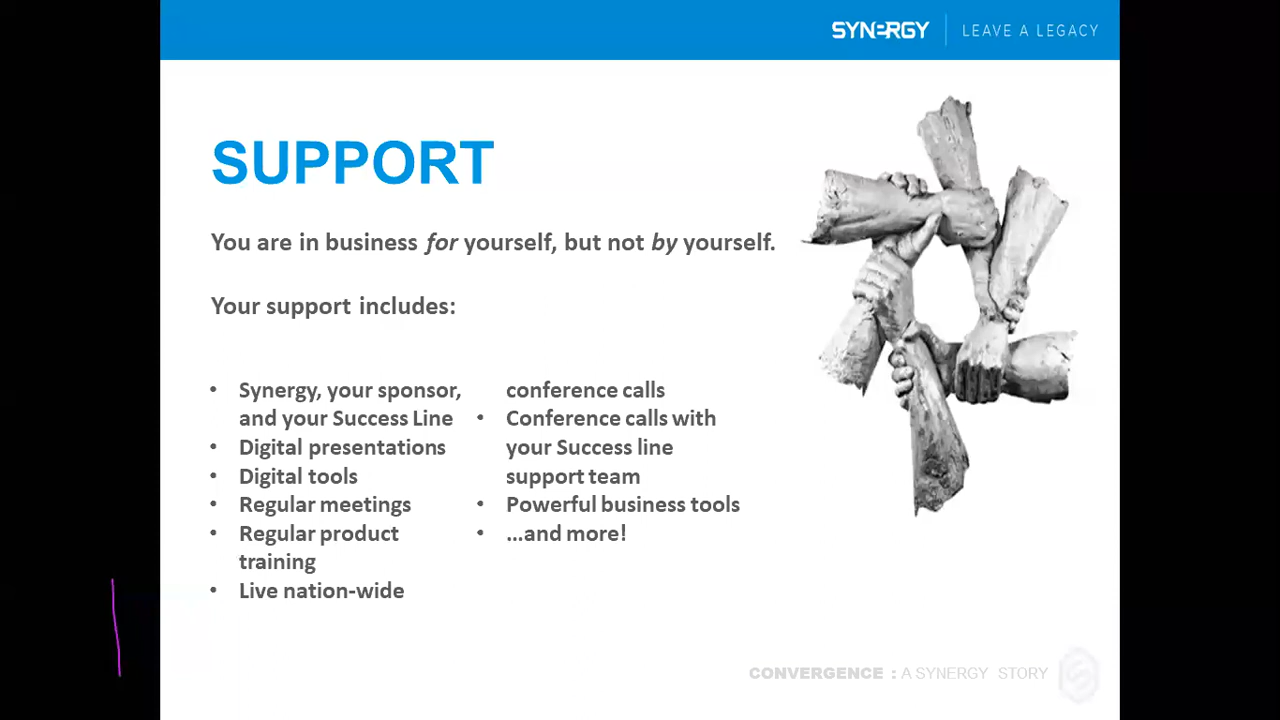 SYNERGY | LEAVE A LEGACY
SUPPORT
You are in business for yourself, but not by yourself.
Your support includes:
• Synergy, your sponsor,
and your Success Line
• Digital presentations
• Digital tools
• Regular meetings
• Regular product
training
• Live nation-wide
conference calls
• Conference calls with
your Success line
support team
• Powerful business tools
• ...and more!
CONVERGENCE : A SYNERGY STORY